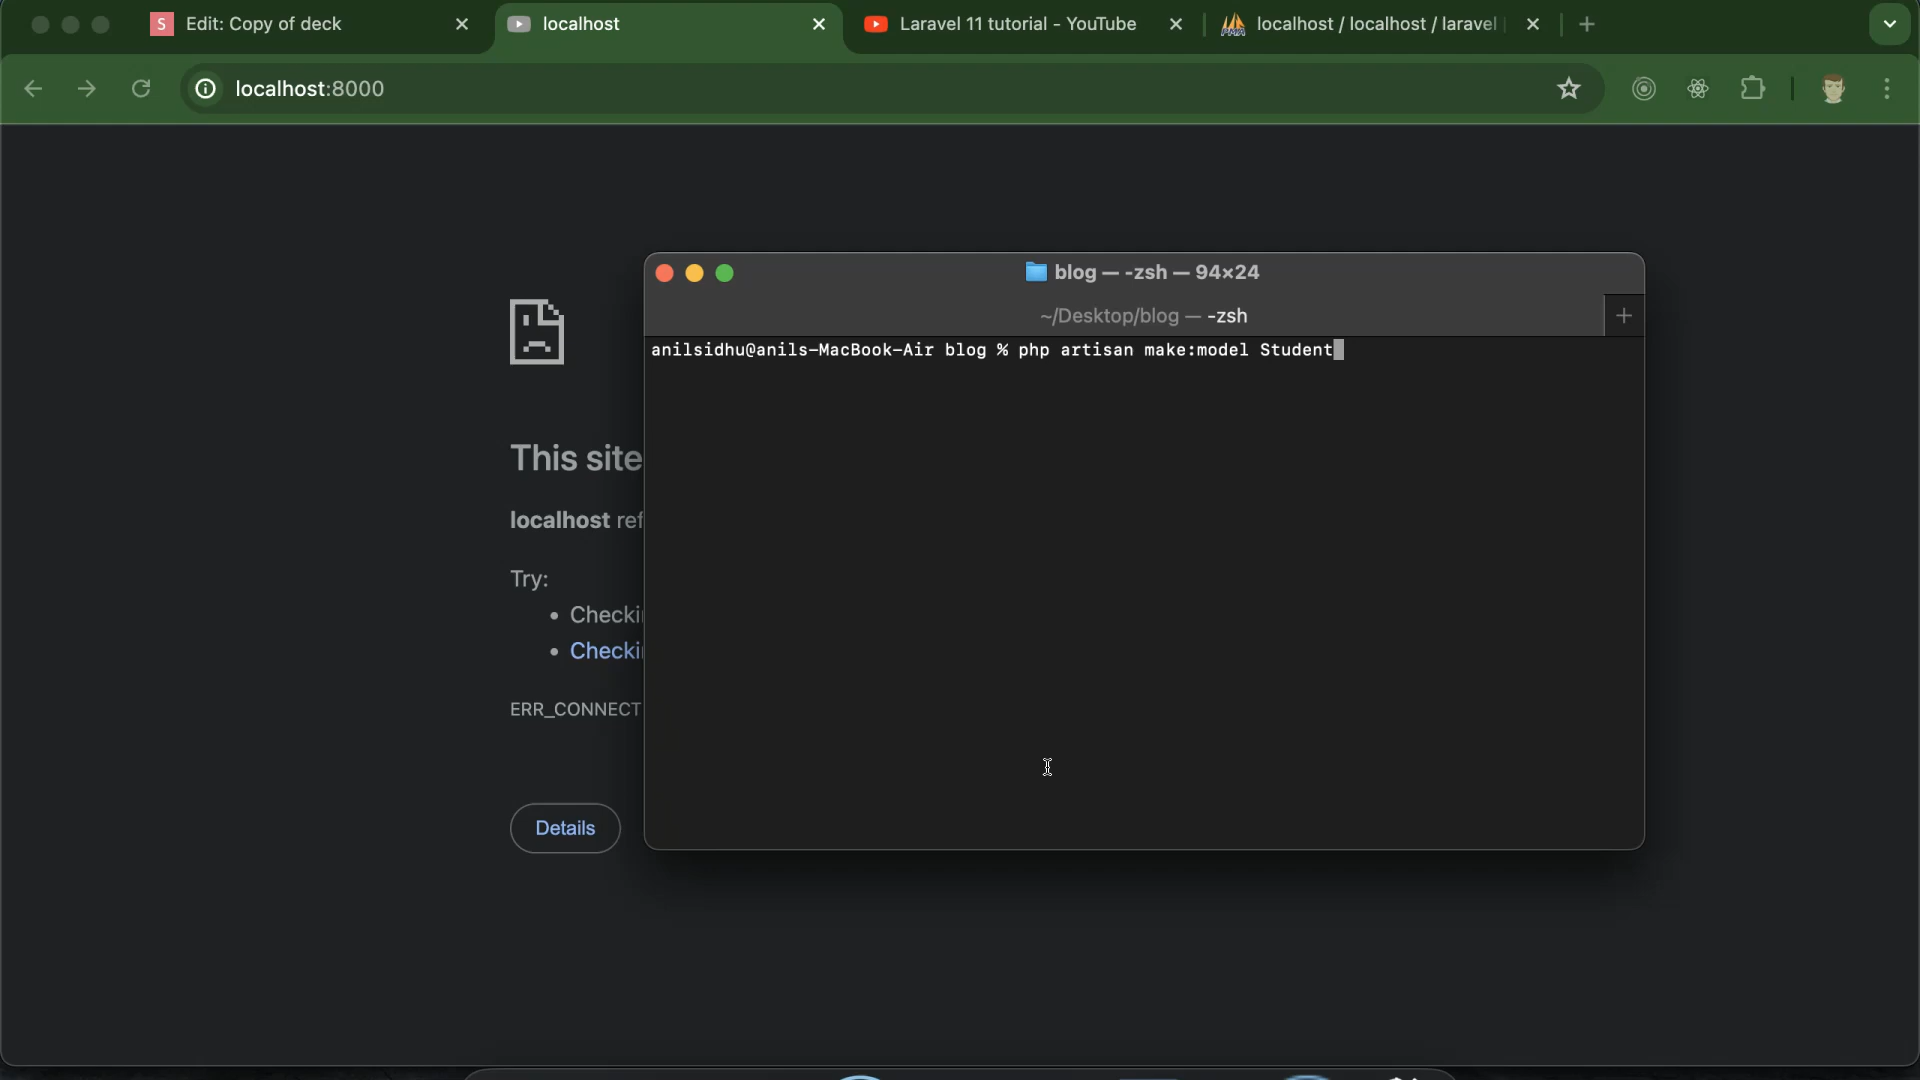 S Edit: Copy of deck
localhost
Laravel 11 tutorial - YouTube
localhost / localhost / laravel
localhost:8000
blog — -zsh — 94×24
~/Desktop/blog — -zsh
anilsidhu@anils-MacBook-Air blog % php artisan make:model Student
This site
localhost ref
Try:
• Checki
• Checki
ERR_CONNECT
Details